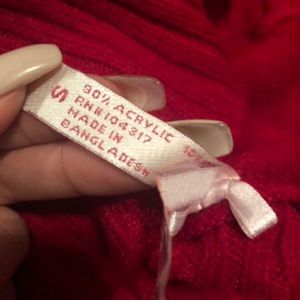 S
90% ACRYLIC
RN#104317
MADE IN
BANGLADESH